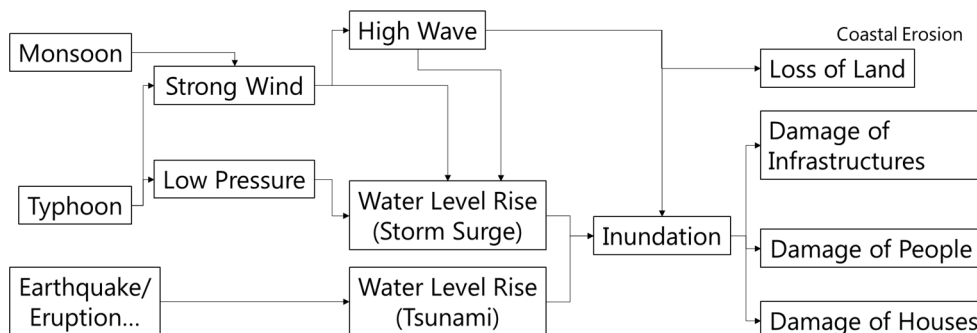 High Wave
Coastal Erosion
Monsoon
Loss of Land
Strong Wind
Damage of
Infrastructures
Low Pressure
Typhoon
Water Level Rise
(Storm Surge)
Inundation
Damage of People
Earthquake/
Eruption...
Water Level Rise
(Tsunami)
Damage of Houses